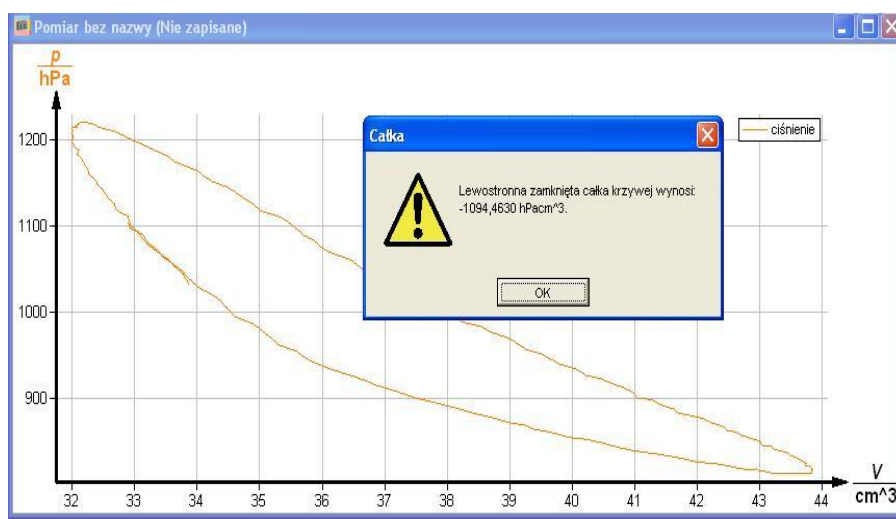 Pomiar bez nazwy (Nie zapisane)
p
hPa
1200
1100
1000
900
Całka
Lewostronna zamknięta całka krzywej wynosi:
-1094,4630 hPacm^3.
OK
ciśnienie
32 33 34 35 36 37 38 39 40 41 42 43 44
V
cm^3